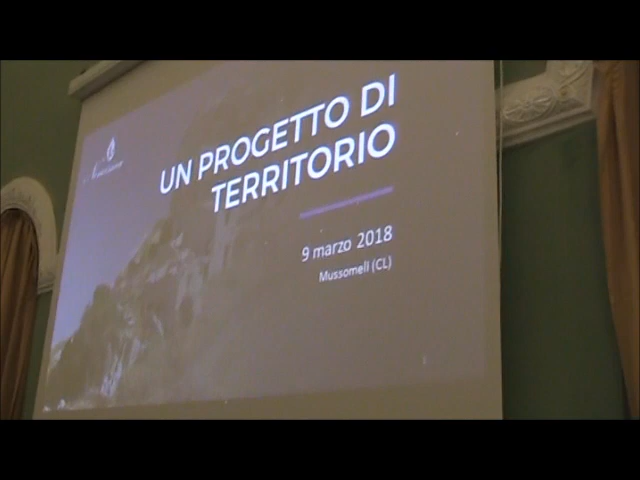 UN PROGETTO DI
TERRITORIO
9 marzo 2018
Mussomeli (CL)